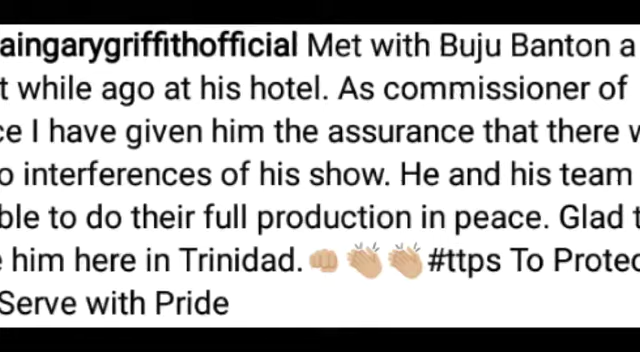 aingarygriffithofficial Met with Buju Banton a
t while ago at his hotel. As commissioner of
ce I have given him the assurance that there w
o interferences of his show. He and his team
ble to do their full production in peace. Glad t
e him here in Trinidad.👊🏼👏🏼👏🏼#ttps To Protec
Serve with Pride